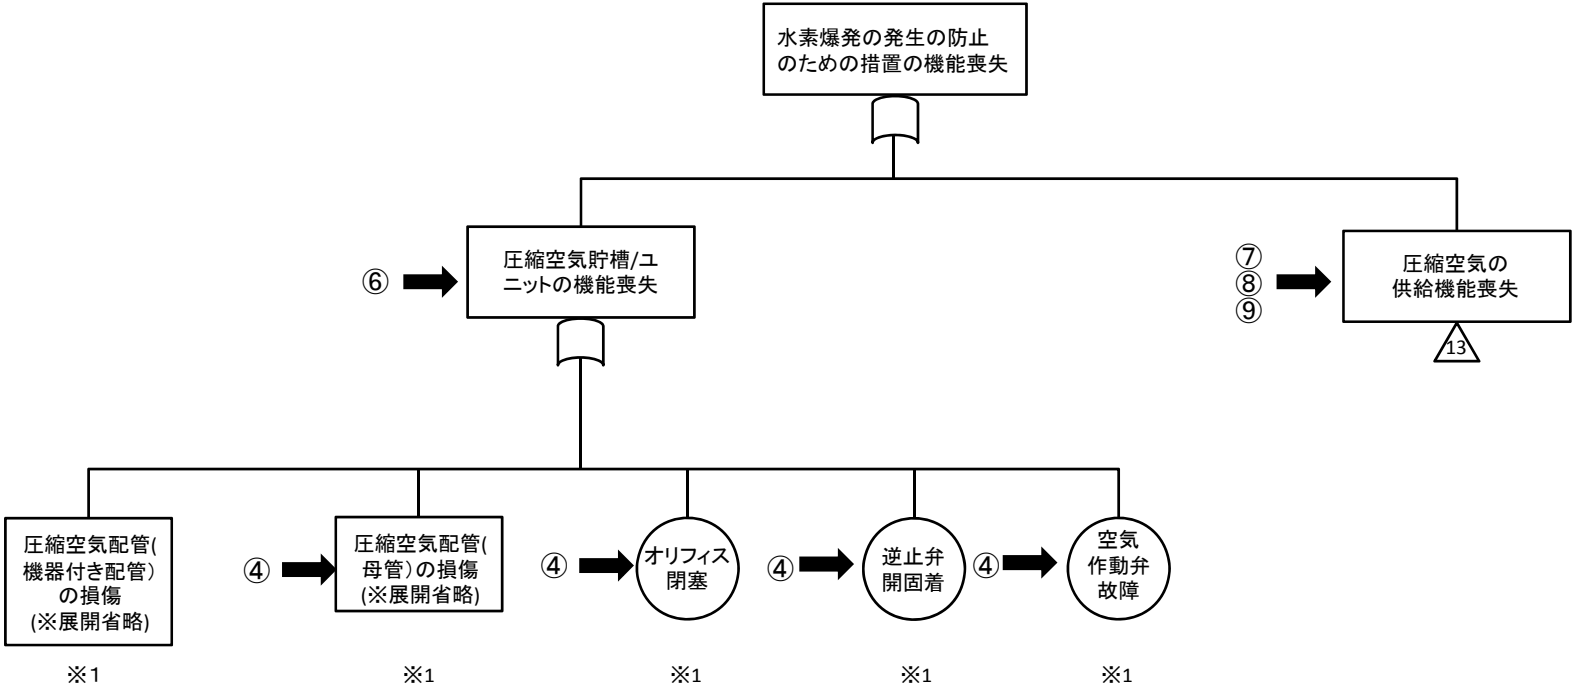 水素爆発の発生の防止
のための措置の機能喪失
⑥
圧縮空気貯槽/ユ
ニットの機能喪失
⑦
⑧
⑨
圧縮空気の
供給機能喪失
13
圧縮空気配管(
機器付き配管）
の損傷
(※展開省略)
④
圧縮空気配管(
母管）の損傷
(※展開省略)
④
オリフィス
閉塞
④
逆止弁
開固着
④
空気
作動弁
故障
※１
※1
※1
※1
※1